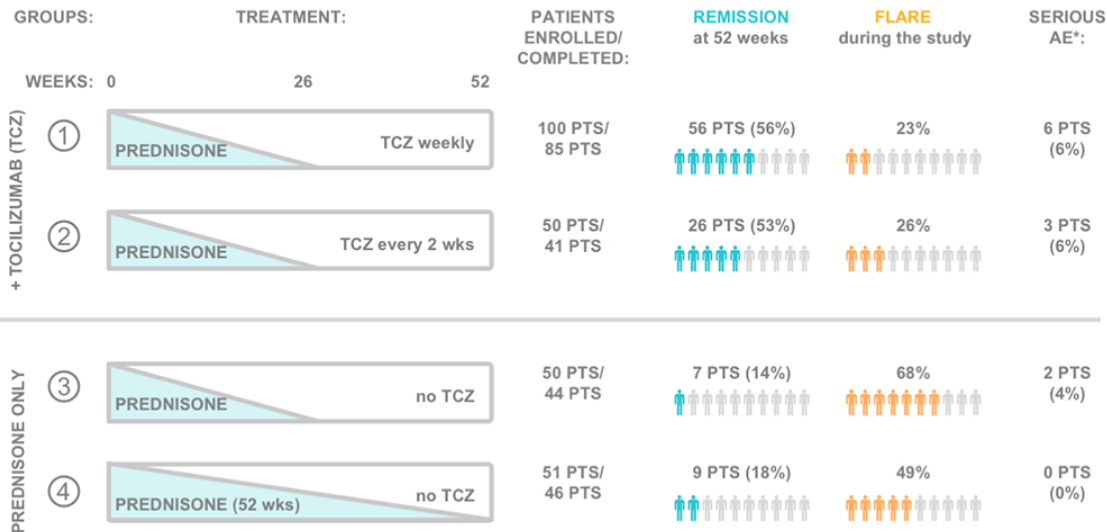 GROUPS: TREATMENT: PATIENTS ENROLLED/ COMPLETED: REMISSION at 52 weeks FLARE during the study SERIOUS AE*:
WEEKS: 0 26 52
+ TOCILIZUMAB (TCZ)
1 PREDNISONE TCZ weekly 100 PTS/ 85 PTS 56 PTS (56%) 23% 6 PTS (6%)
2 PREDNISONE TCZ every 2 wks 50 PTS/ 41 PTS 26 PTS (53%) 26% 3 PTS (6%)
PREDNISONE ONLY
3 PREDNISONE no TCZ 50 PTS/ 44 PTS 7 PTS (14%) 68% 2 PTS (4%)
4 PREDNISONE (52 wks) no TCZ 51 PTS/ 46 PTS 9 PTS (18%) 49% 0 PTS (0%)